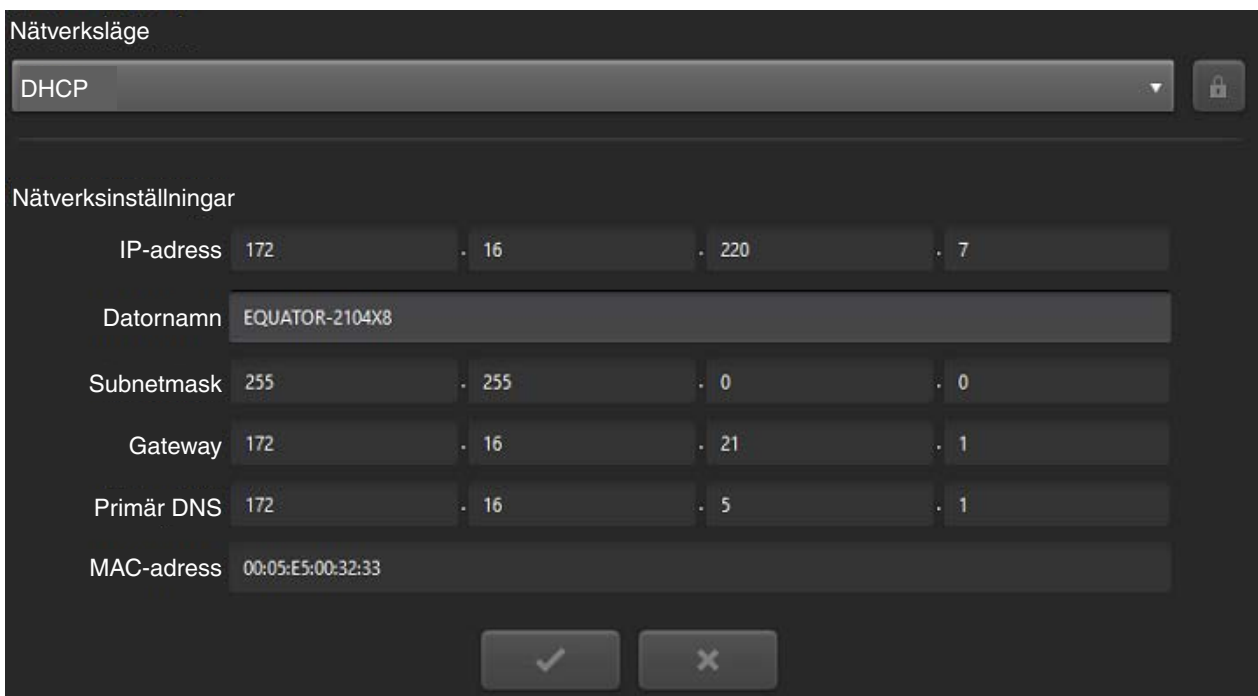 Nätverksläge
DHCP
Nätverksinställningar
IP-adress 172 . 16 . 220 . 7
Datornamn EQUATOR-2104X8
Subnetmask 255 . 255 . 0 . 0
Gateway 172 . 16 . 21 . 1
Primär DNS 172 . 16 . 5 . 1
MAC-adress 00:05:E5:00:32:33